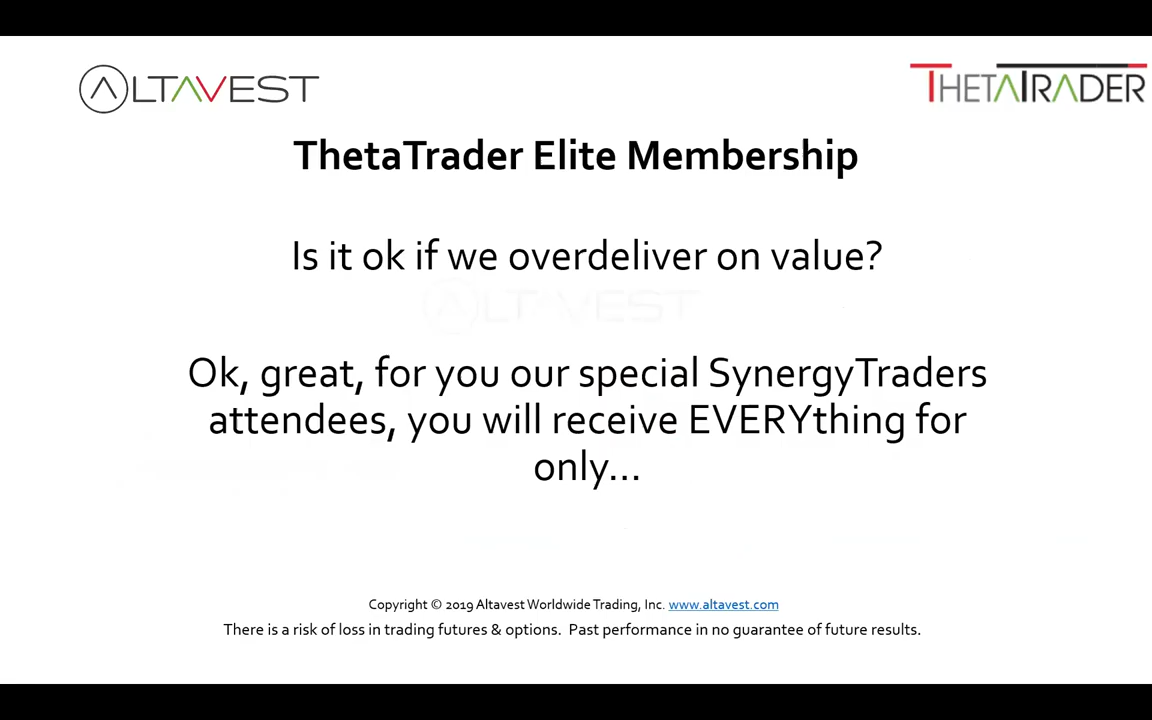 ALTAVEST
THETATRADER
ThetaTrader Elite Membership
Is it ok if we overdeliver on value?
ALTAVEST
Ok, great, for you our special SynergyTraders
attendees, you will receive EVERYthing for
only...
Copyright © 2019 Altavest Worldwide Trading, Inc. www.altavest.com
There is a risk of loss in trading futures & options. Past performance in no guarantee of future results.